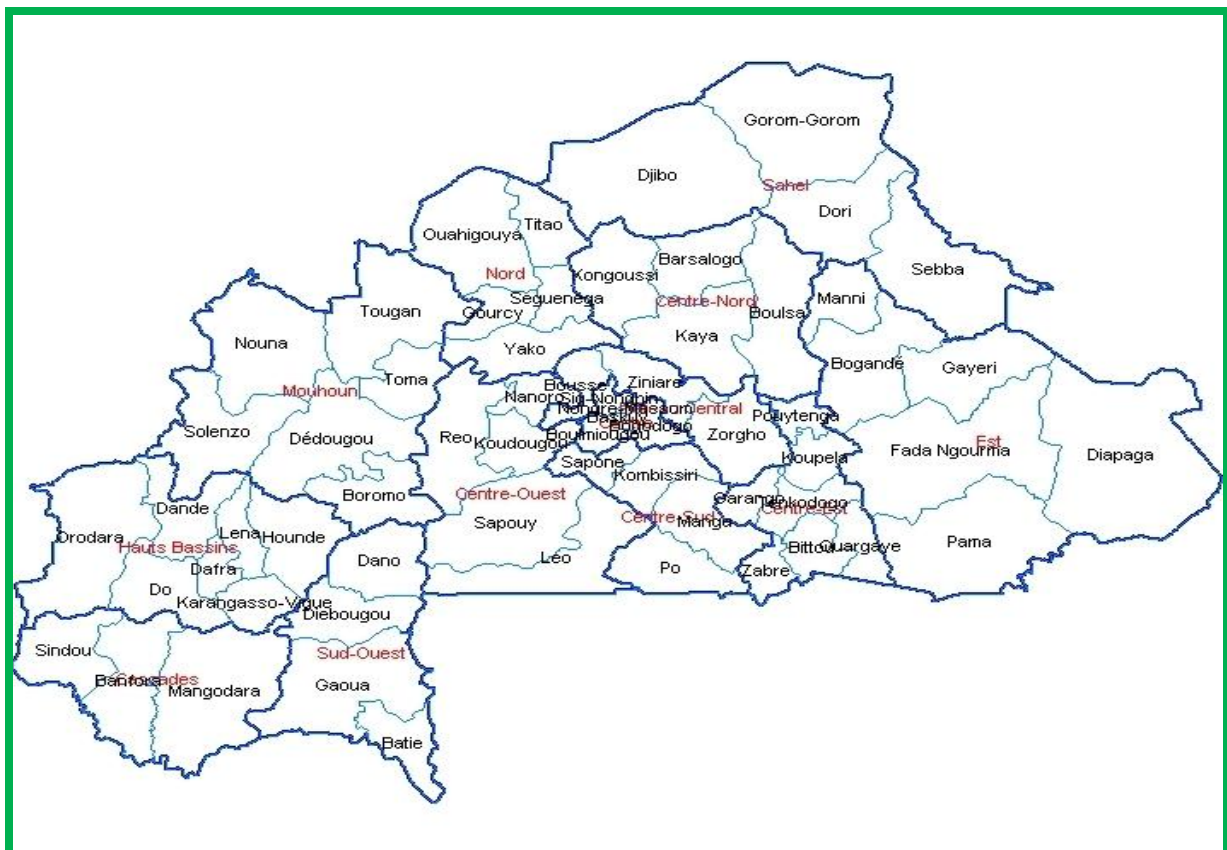 Gorom-Gorom
Djibo
Sahel
Dori
Titao
Ouahigouya
Barsalogo
Sebba
Nord
Kongoussi
Seguenega
Centre-Nord
Manni
Tougan
Gourcy
Boulsa
Kaya
Nouna
Yako
Bogandé
Gayeri
Toma
Bousse
Ziniare
Mouhoun
Nanoro
Pouytenga
Solenzo
Dédougou
Reo
Koudougou
Boulmiougou
Zorgho
Fada Ngourma
Est
Koupela
Diapaga
Sapone
Kombissiri
Boromo
Centre-Ouest
Garango
Tenkodogo
Dande
Sapouy
Centre-Sud
Manga
Centre-Est
Orodara
Lena
Hounde
Hauts Bassins
Bittou
Ouargaye
Pama
Dano
Leo
Dafra
Po
Zabre
Do
Karangasso-Vigue
Diebougou
Sindou
Sud-Ouest
Banfora
Cascades
Mangodara
Gaoua
Batie